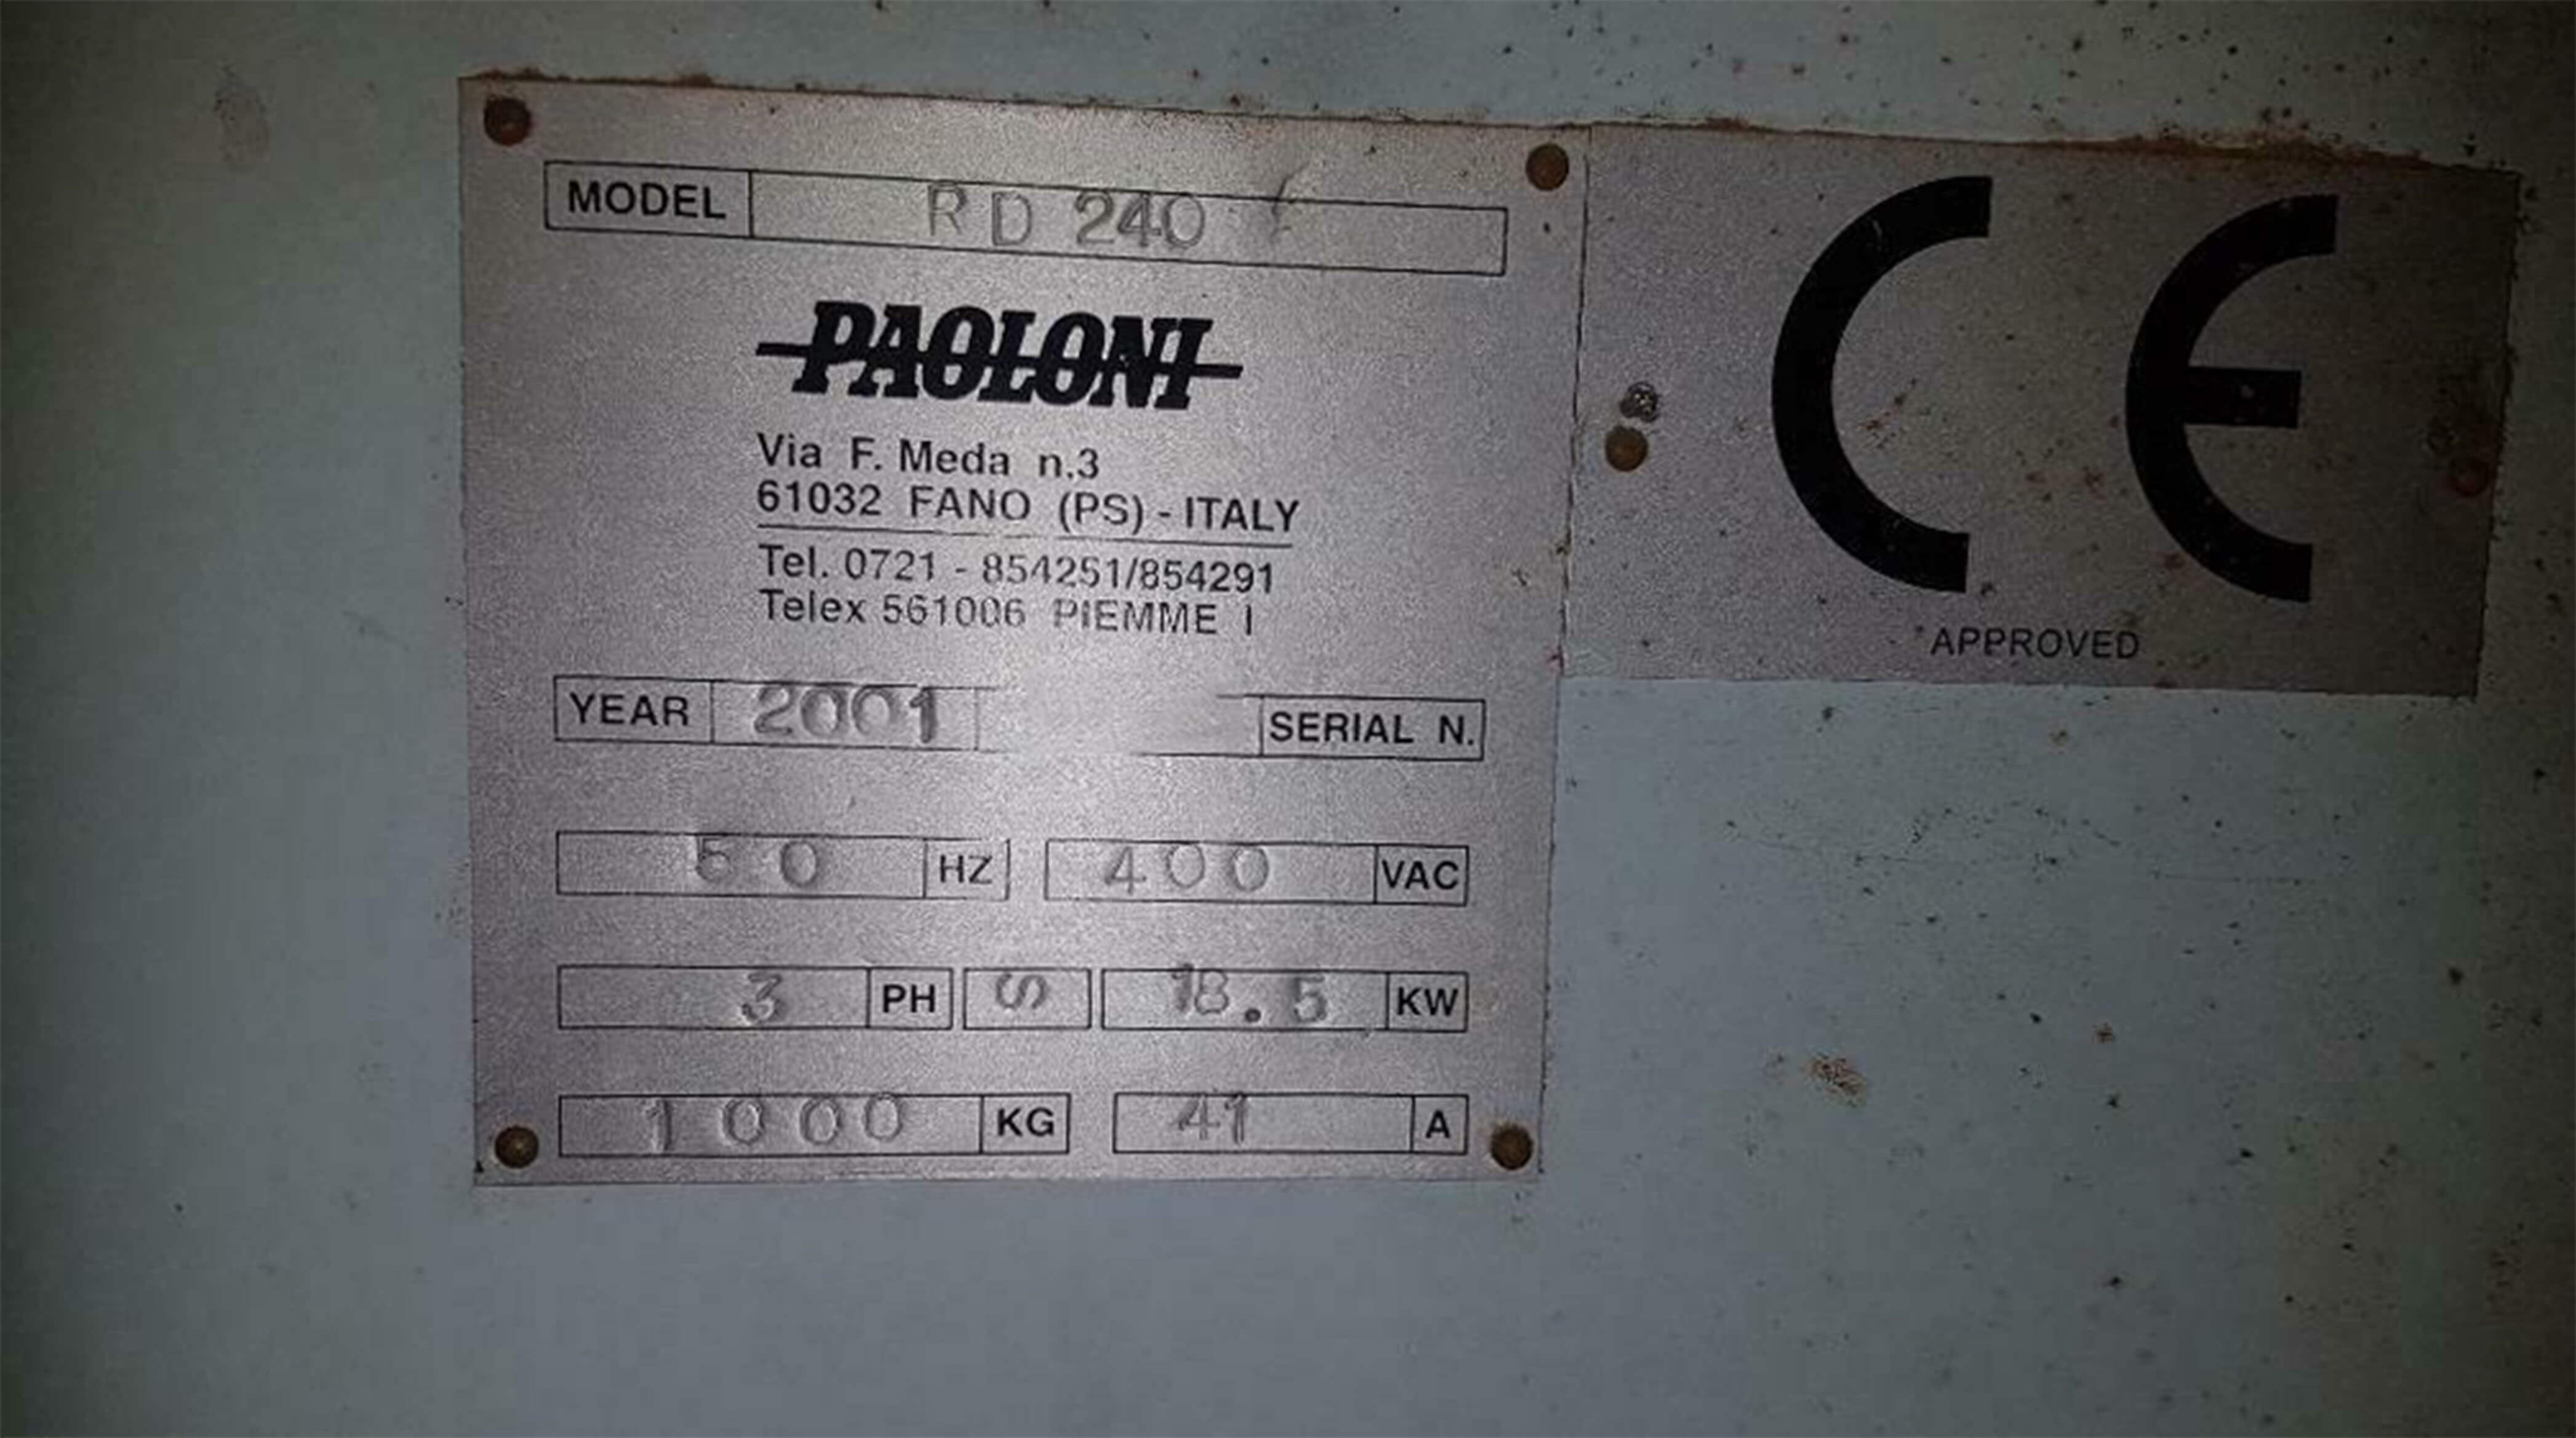 MODEL RD 240
PAOLONI
Via F. Meda n.3
61032 FANO (PS) - ITALY
Tel. 0721 - 854251/854291
Telex 561006 PIEMME I
YEAR 2001 SERIAL N.
50 HZ 400 VAC
3 PH S 18.5 KW
1000 KG 41 A
CE
APPROVED